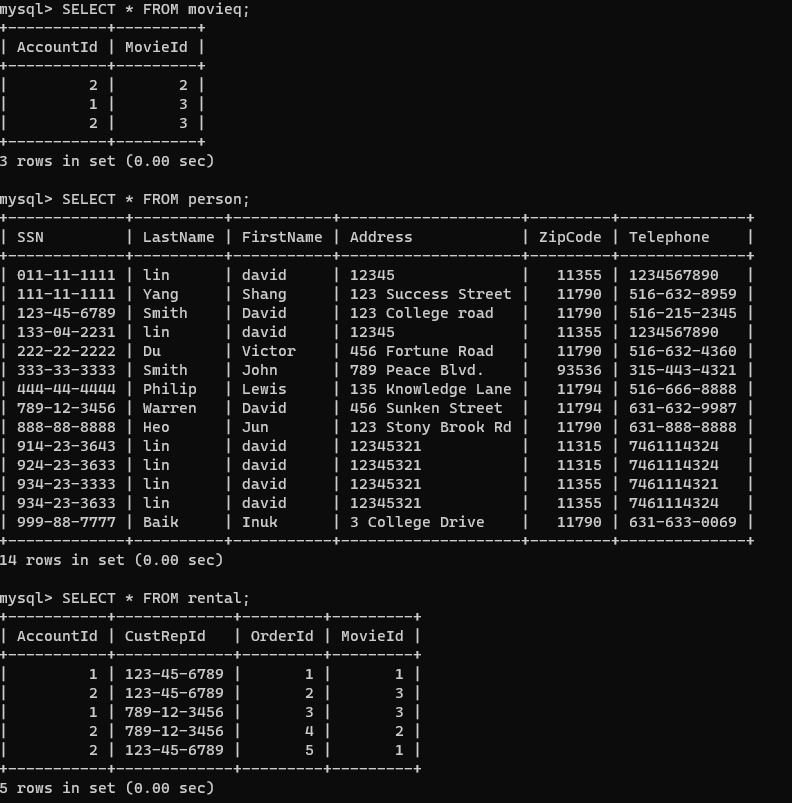 mysql> SELECT * FROM movieq;
+-----------+---------+
| AccountId | MovieId |
+-----------+---------+
|         2 |       2 |
|         1 |       3 |
|         2 |       3 |
+-----------+---------+
3 rows in set (0.00 sec)

mysql> SELECT * FROM person;
+-------------+----------+-----------+--------------------+---------+--------------+
| SSN         | LastName | FirstName | Address            | ZipCode | Telephone    |
+-------------+----------+-----------+--------------------+---------+--------------+
| 011-11-1111 | lin      | david     | 12345              |   11355 | 1234567890   |
| 111-11-1111 | Yang     | Shang     | 123 Success Street |   11790 | 516-632-8959 |
| 123-45-6789 | Smith    | David     | 123 College road   |   11790 | 516-215-2345 |
| 133-04-2231 | lin      | david     | 12345              |   11355 | 1234567890   |
| 222-22-2222 | Du       | Victor    | 456 Fortune Road   |   11790 | 516-632-4360 |
| 333-33-3333 | Smith    | John      | 789 Peace Blvd.    |   93536 | 315-443-4321 |
| 444-44-4444 | Philip   | Lewis     | 135 Knowledge Lane |   11794 | 516-666-8888 |
| 789-12-3456 | Warren   | David     | 456 Sunken Street  |   11794 | 631-632-9987 |
| 888-88-8888 | Heo      | Jun       | 123 Stony Brook Rd |   11790 | 631-888-8888 |
| 914-23-3643 | lin      | david     | 12345321           |   11315 | 7461114324   |
| 924-23-3633 | lin      | david     | 12345321           |   11315 | 7461114324   |
| 934-23-3333 | lin      | david     | 12345321           |   11355 | 7461114321   |
| 934-23-3633 | lin      | david     | 12345321           |   11355 | 7461114324   |
| 999-88-7777 | Baik     | Inuk      | 3 College Drive    |   11790 | 631-633-0069 |
+-------------+----------+-----------+--------------------+---------+--------------+
14 rows in set (0.00 sec)

mysql> SELECT * FROM rental;
+-----------+-------------+---------+---------+
| AccountId | CustRepId   | OrderId | MovieId |
+-----------+-------------+---------+---------+
|         1 | 123-45-6789 |       1 |       1 |
|         2 | 123-45-6789 |       2 |       3 |
|         1 | 789-12-3456 |       3 |       3 |
|         2 | 789-12-3456 |       4 |       2 |
|         2 | 123-45-6789 |       5 |       1 |
+-----------+-------------+---------+---------+
5 rows in set (0.00 sec)